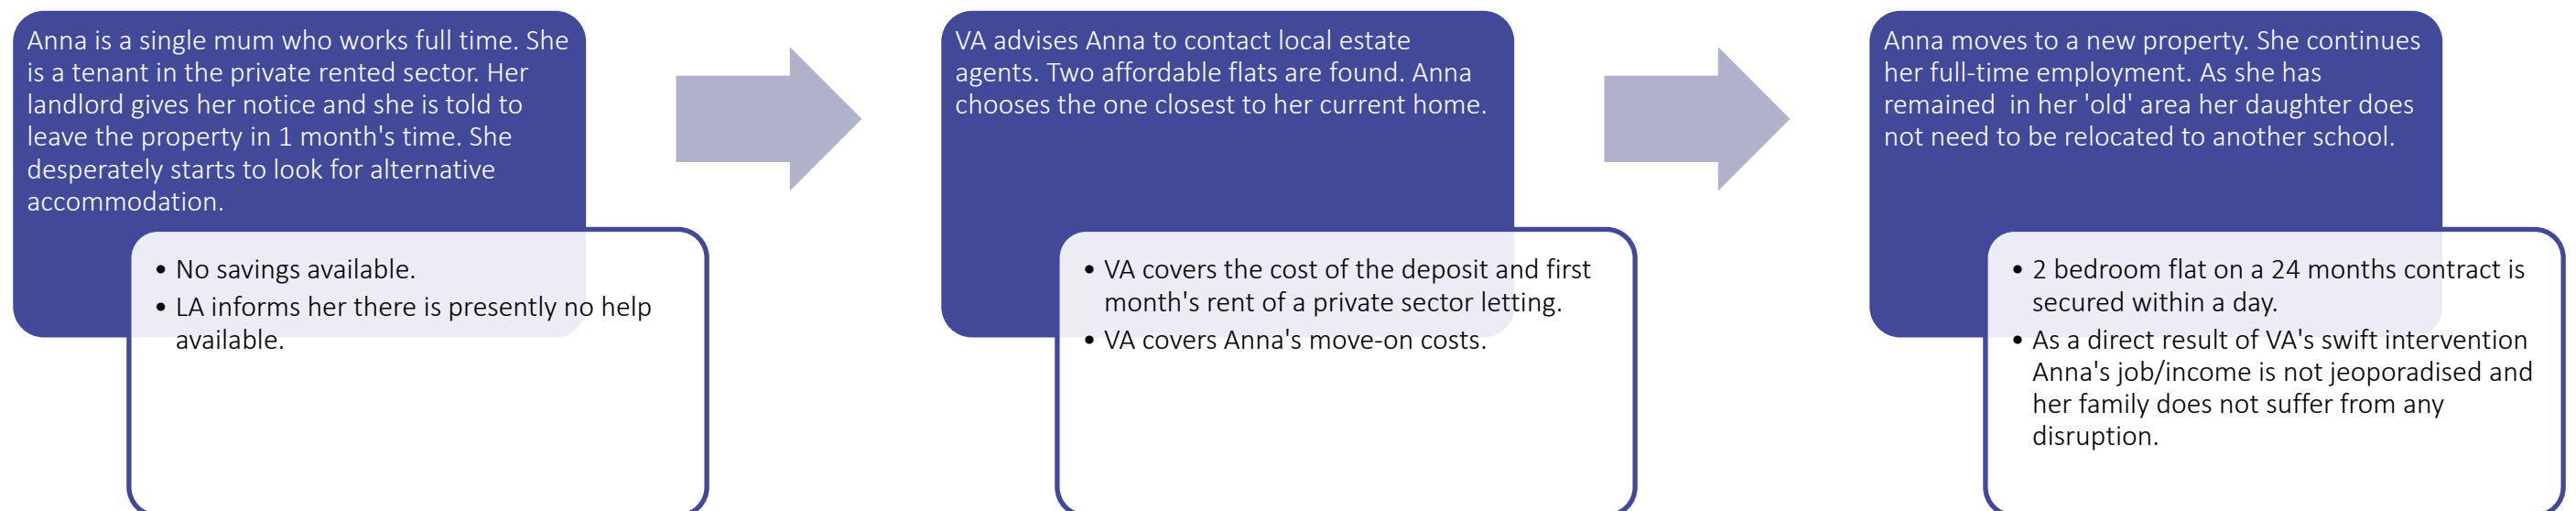 Anna is a single mum who works full time. She
is a tenant in the private rented sector. Her
landlord gives her notice and she is told to
leave the property in 1 month's time. She
desperately starts to look for alternative
accommodation.
• No savings available.
• LA informs her there is presently no help
available.
VA advises Anna to contact local estate
agents. Two affordable flats are found. Anna
chooses the one closest to her current home.
• VA covers the cost of the deposit and first
month's rent of a private sector letting.
• VA covers Anna's move-on costs.
Anna moves to a new property. She continues
her full-time employment. As she has
remained  in her 'old' area her daughter does
not need to be relocated to another school.
• 2 bedroom flat on a 24 months contract is
secured within a day.
• As a direct result of VA's swift intervention
Anna's job/income is not jeoporadised and
her family does not suffer from any
disruption.